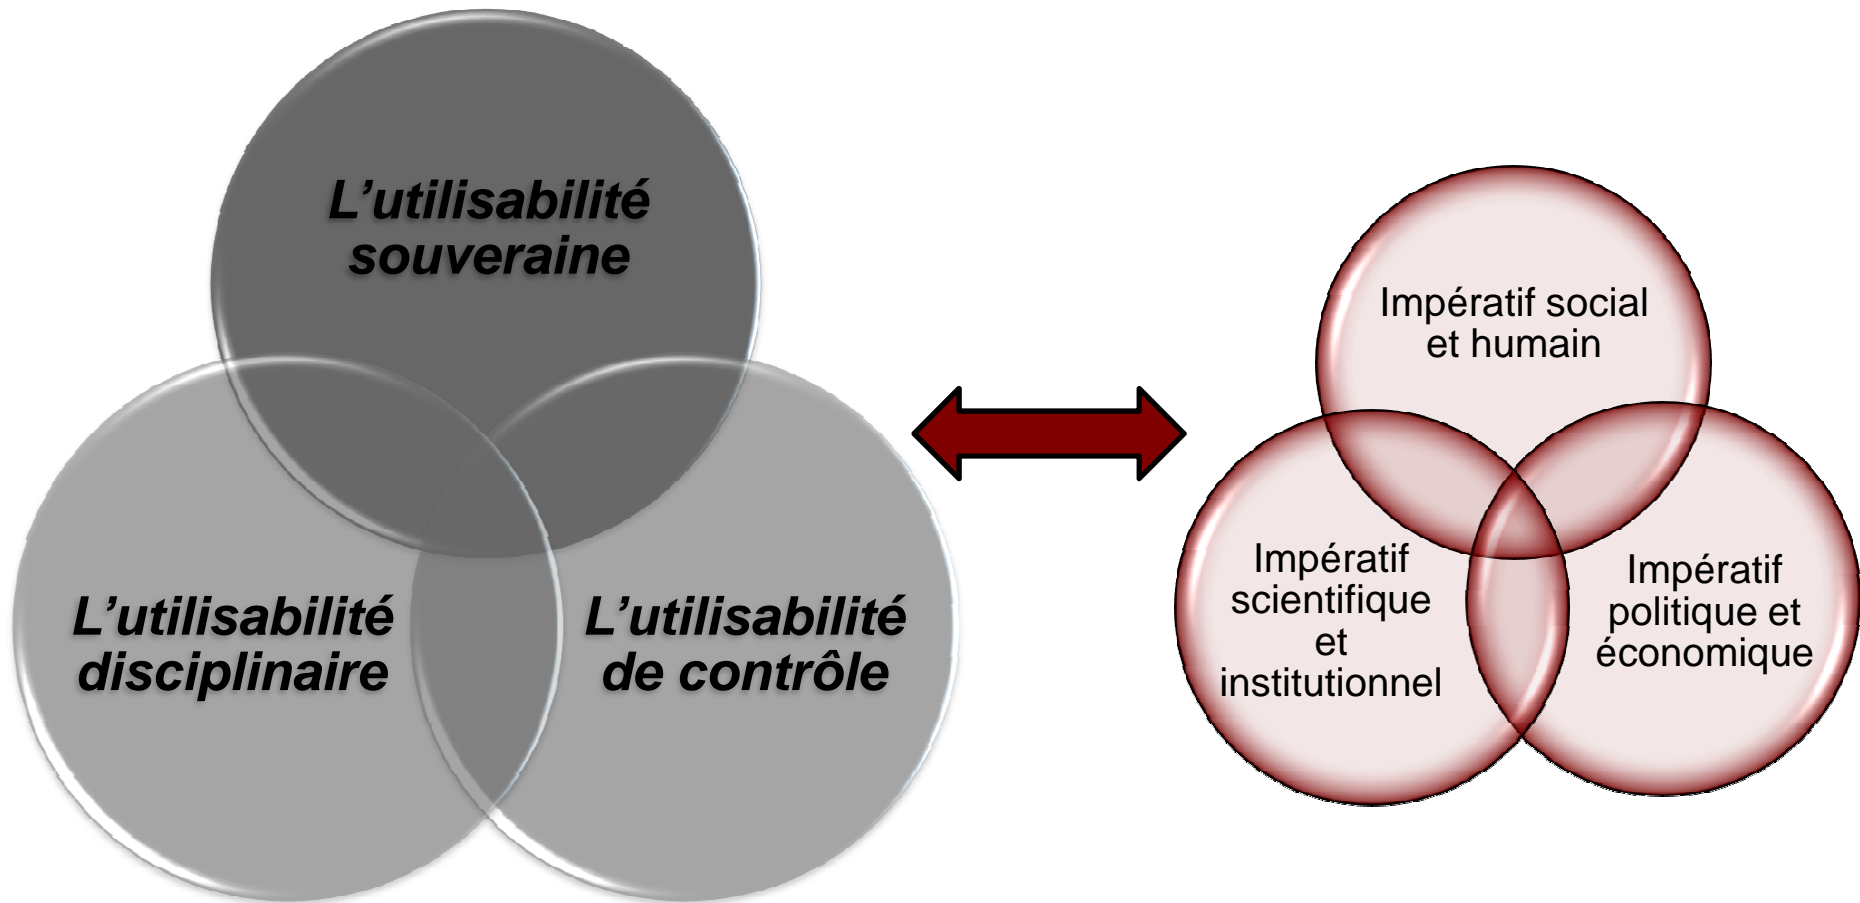 L’utilisabilité
souveraine
L’utilisabilité
disciplinaire
L’utilisabilité
de contrôle
Impératif social
et humain
Impératif
scientifique
et
institutionnel
Impératif
politique et
économique